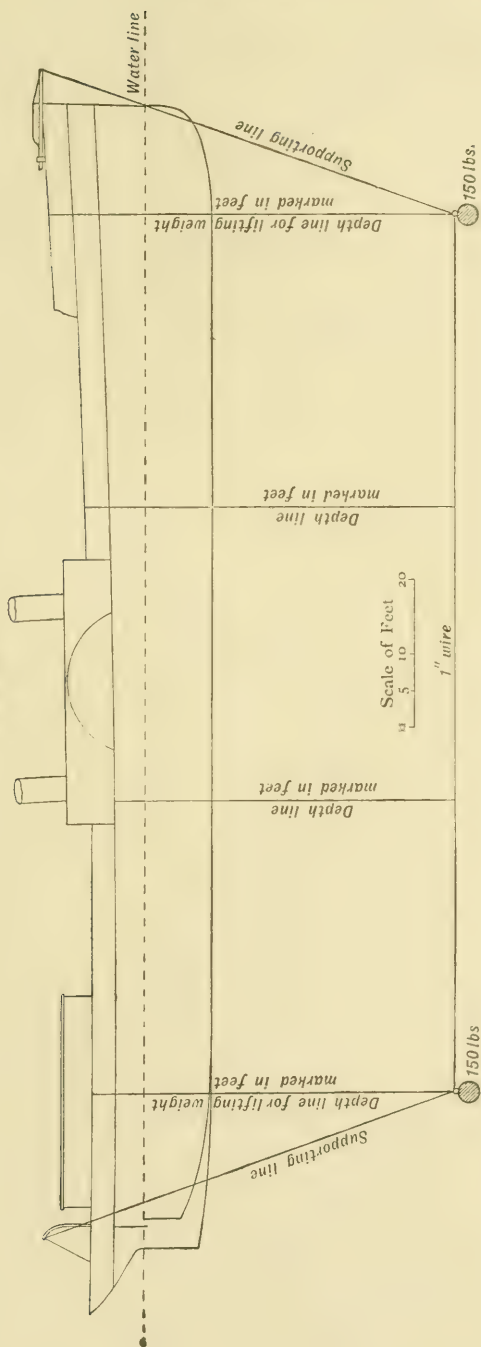 Water line
Supporting line
Depth line for lifting weight
marked in feet
150 lbs.
Depth line
marked in feet
Scale of Feet
12 5 10 20
1" wire
Depth line
marked in feet
Depth line for lifting weight
marked in feet
Supporting line
150 lbs